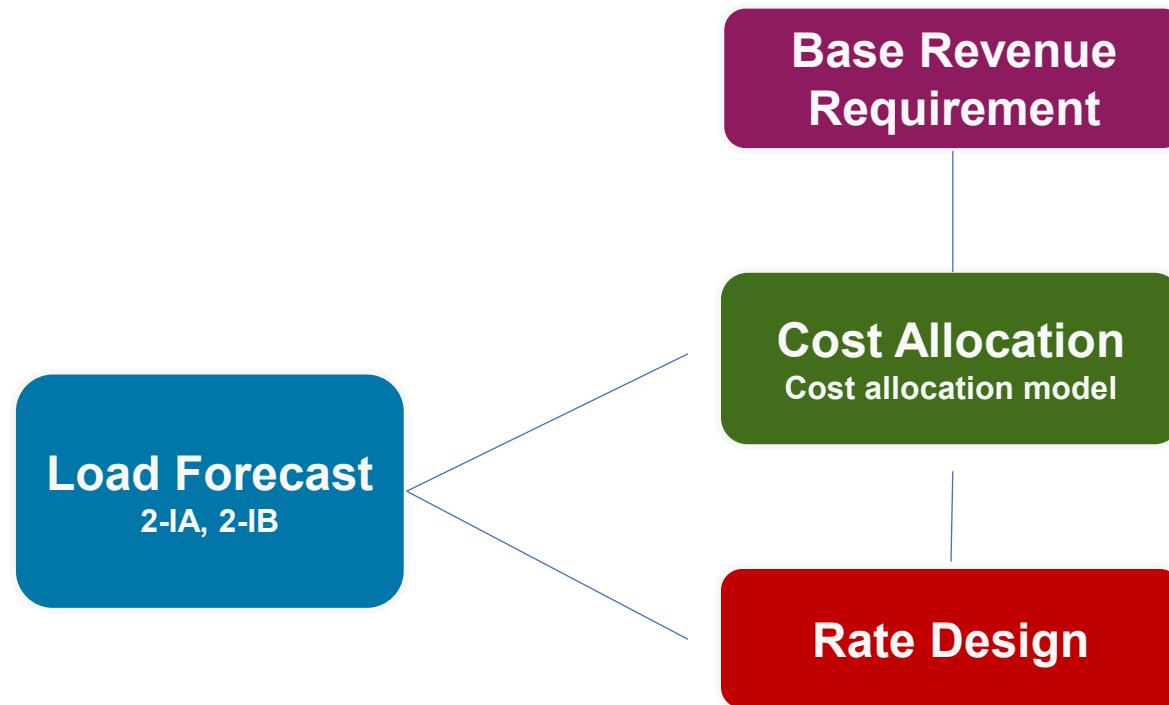 Base Revenue
Requirement
Cost Allocation
Cost allocation model
Load Forecast
2-IA, 2-IB
Rate Design